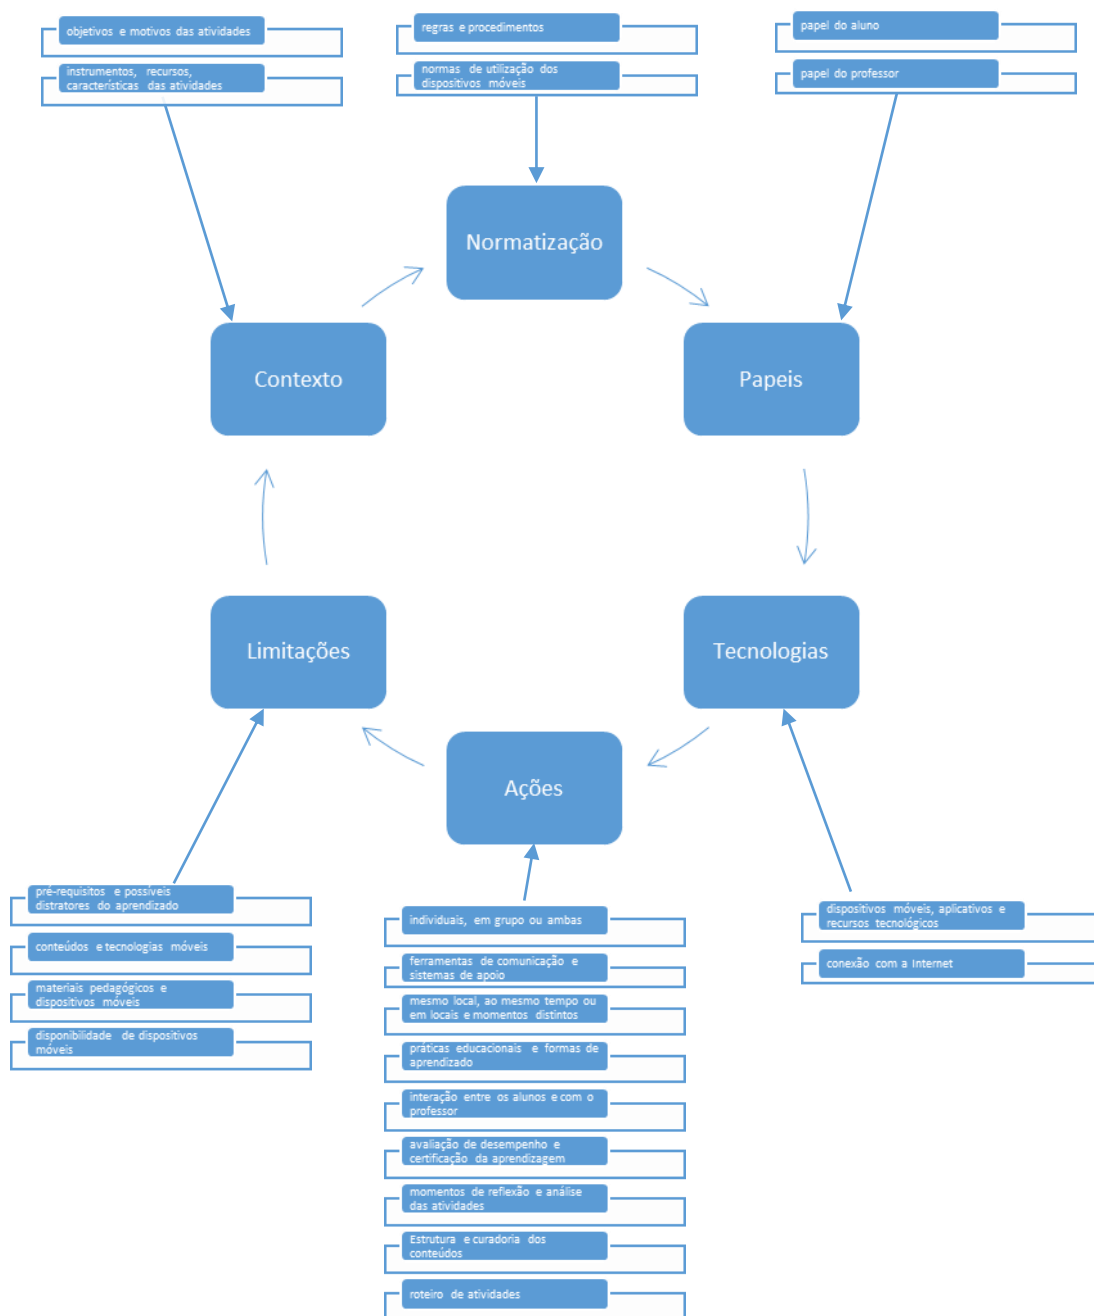 objetivos e motivos das atividades
instrumentos, recursos,
características das atividades
regras e procedimentos
normas de utilização dos
dispositivos móveis
papel do aluno
papel do professor
Normatização
Contexto
Papeis
Limitações
Tecnologias
Ações
pré-requisitos e possíveis
distratores do aprendizado
conteúdos e tecnologias móveis
materiais pedagógicos e
dispositivos móveis
disponibilidade de dispositivos
móveis
individuais, em grupo ou ambas
ferramentas de comunicação e
sistemas de apoio
mesmo local, ao mesmo tempo ou
em locais e momentos distintos
práticas educacionais e formas de
aprendizado
interação entre os alunos e com o
professor
avaliação de desempenho e
certificação da aprendizagem
momentos de reflexão e análise
das atividades
Estrutura e curadoria dos
conteúdos
roteiro de atividades
dispositivos móveis, aplicativos e
recursos tecnológicos
conexão com a Internet